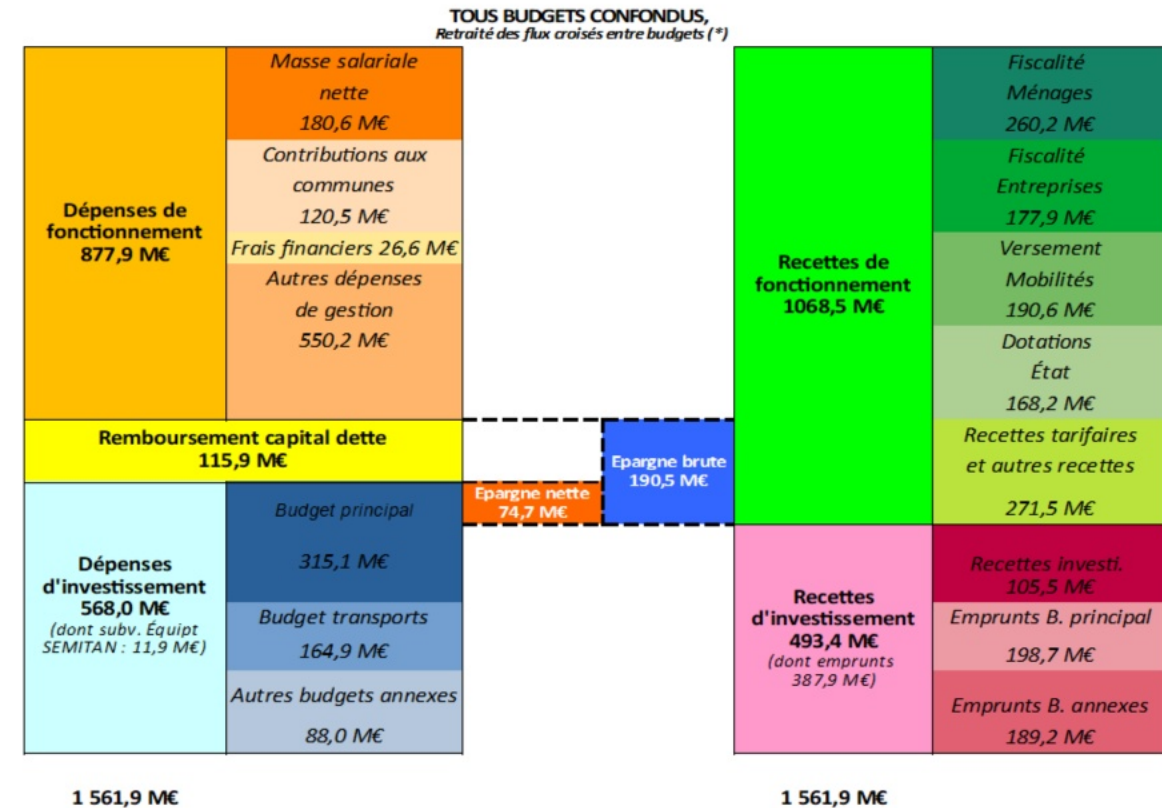 TOUS BUDGETS CONFONDUS,
Retraité des flux croisés entre budgets (*)
Dépenses de
fonctionnement
877,9 M€
Masse salariale
nette
180,6 M€
Contributions aux
communes
120,5 M€
Frais financiers 26,6 M€
Autres dépenses
de gestion
550,2 M€
Remboursement capital dette
115,9 M€
Dépenses
d'investissement
568,0 M€
(dont subv. Équipt
SEMITAN : 11,9 M€)
Budget principal
315,1 M€
Budget transports
164,9 M€
Autres budgets annexes
88,0 M€
Epargne nette
74,7 M€
Epargne brute
190,5 M€
Recettes de
fonctionnement
1068,5 M€
Fiscalité
Ménages
260,2 M€
Fiscalité
Entreprises
177,9 M€
Versement
Mobilités
190,6 M€
Dotations
État
168,2 M€
Recettes tarifaires
et autres recettes
271,5 M€
Recettes
d'investissement
493,4 M€
(dont emprunts
387,9 M€)
Recettes investi.
105,5 M€
Emprunts B. principal
198,7 M€
Emprunts B. annexes
189,2 M€
1 561,9 M€
1 561,9 M€